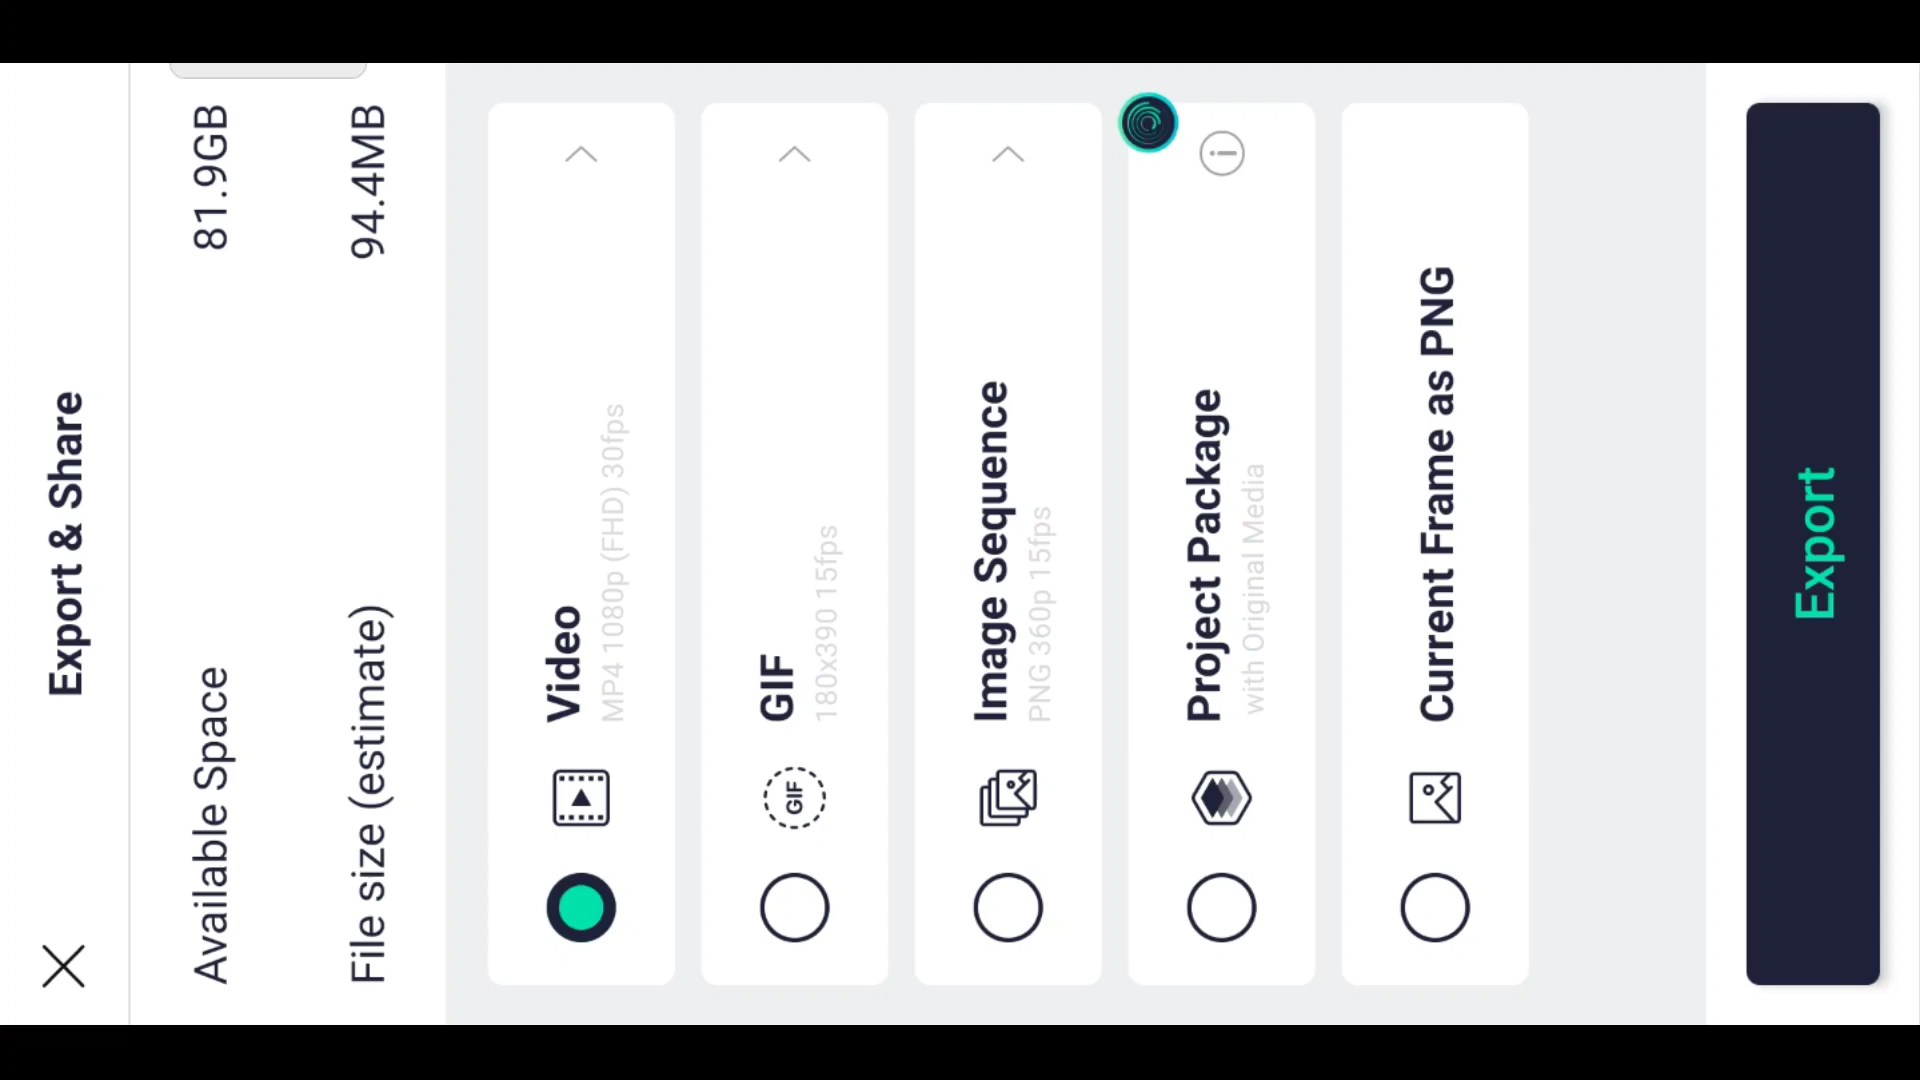 Export & Share
Available Space 81.9GB
File size (estimate) 94.4MB
Video
MP4 1080p (FHD) 30fps
GIF
GIF
180x390 15fps
Image Sequence
PNG 360p 15fps
Project Package
with Original Media
Current Frame as PNG
Export